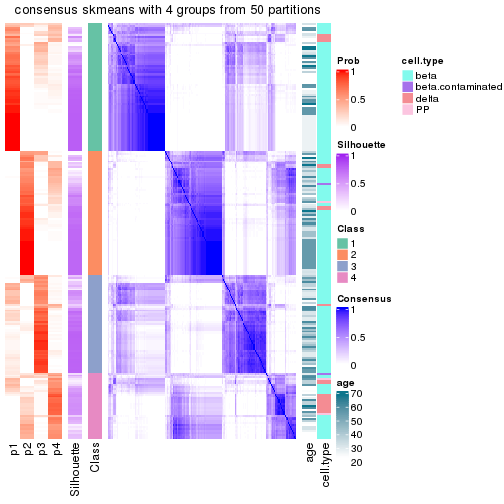 consensus skmeans with 4 groups from 50 partitions
Prob
1
0.5
0
cell.type
beta
beta.contaminated
delta
PP
Silhouette
1
0.5
0
Class
1
2
3
4
Consensus
1
0.5
0
age
70
60
50
40
30
20
p1
p2
p3
p4
Silhouette
Class
age
cell.type